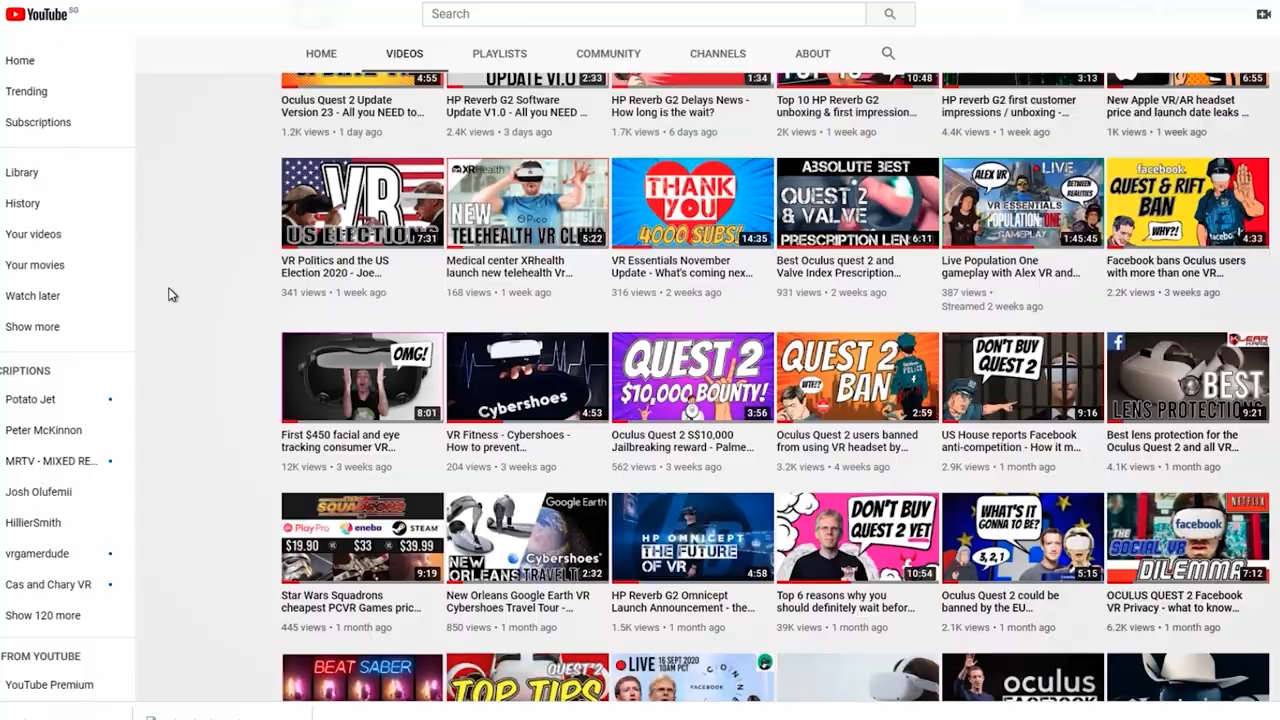 YouTube SG
Search
HOME VIDEOS PLAYLISTS COMMUNITY CHANNELS ABOUT
Home
Trending
Subscriptions
Library
History
Your videos
Your movies
Watch later
Show more
CRIPTIONS
Potato Jet
Peter McKinnon
MRTV - MIXED RE...
Josh Olufemii
HillierSmith
vrgamerdude
Cas and Chary VR
Show 120 more
FROM YOUTUBE
YouTube Premium
4:55
UPDATE V1.0 2:33
1:34
10:48
3:13
6:55
Oculus Quest 2 Update
Version 23 - All you NEED to...
1.2K views • 1 day ago
HP Reverb G2 Software
Update V1.0 - All you NEED ...
2.4K views • 3 days ago
HP Reverb G2 Delays News -
How long is the wait?
1.7K views • 6 days ago
Top 10 HP Reverb G2
unboxing & first impression...
2K views • 1 week ago
HP reverb G2 first customer
impressions / unboxing -...
4.4K views • 1 week ago
New Apple VR/AR headset
price and launch date leaks ...
1K views • 1 week ago
VR
US ELECTIONS
7:31
VR Politics and the US
Election 2020 - Joe...
341 views • 1 week ago
XRHealth
Pico
NEW
TELEHEALTH VR
5:22
Medical center XRhealth
launch new telehealth Vr...
168 views • 1 week ago
THANK
YOU
4000 SUBS!
14:35
VR Essentials November
Update - What's coming nex...
316 views • 2 weeks ago
ABSOLUTE BEST
QUEST 2
& VALVE
PRESCRIPTION LEN
6:11
Best Oculus quest 2 and
Valve Index Prescription...
931 views • 2 weeks ago
ALEX VR
LIVE
BETWEEN
REALITIES
VR ESSENTIALS
POPULATION: ONE
GAMEPLAY
1:45:45
Live Population One
gameplay with Alex VR and...
387 views •
Streamed 2 weeks ago
facebook
QUEST & RIFT
BAN
WHY?!
4:33
Facebook bans Oculus users
with more than one VR...
2.2K views • 3 weeks ago
OMG!
8:01
First $450 facial and eye
tracking consumer VR...
12K views • 3 weeks ago
Cybershoes
4:53
VR Fitness - Cybershoes -
How to prevent...
204 views • 3 weeks ago
QUEST 2
$10,000 BOUNTY!
3:56
Oculus Quest 2 S$10,000
Jailbreaking reward - Palme...
562 views • 3 weeks ago
QUEST 2
BAN
WTF!?
POLICE
2:59
Oculus Quest 2 users banned
from using VR headset by...
3.2K views • 4 weeks ago
DON'T BUY
QUEST 2
9:16
US House reports Facebook
anti-competition - How it m...
2.9K views • 1 month ago
BEST
LENS PROTECTION
9:21
Best lens protection for the
Oculus Quest 2 and all VR...
4.1K views • 1 month ago
SQUADRONS
Play Pro eneba STEAM
$19.90 $33 $39.99
9:19
Star Wars Squadrons
cheapest PCVR Games pric...
445 views • 1 month ago
Google Earth
Cybershoes
NEW
ORLEANS TRAVEL
2:32
New Orleans Google Earth VR
Cybershoes Travel Tour -...
850 views • 1 month ago
HP OMNICEPT
THE FUTURE
OF VR
4:58
HP Reverb G2 Omnicept
Launch Announcement - the...
1.5K views • 1 month ago
DON'T BUY
QUEST 2 YET
10:54
Top 6 reasons why you
should definitely wait befor...
39K views • 1 month ago
WHAT'S IT
GONNA TO BE?
3, 2, 1
5:15
Oculus Quest 2 could be
banned by the EU...
2.1K views • 1 month ago
NETFLIX
facebook
THE
SOCIAL VR
DILEMMA
7:12
OCULUS QUEST 2 Facebook
VR Privacy - what to know...
6.2K views • 1 month ago
BEAT SABER
QUEST 2
TOP TIPS
LIVE 16 SEPT 2020
10AM PCT
FACEBOOK
oculus